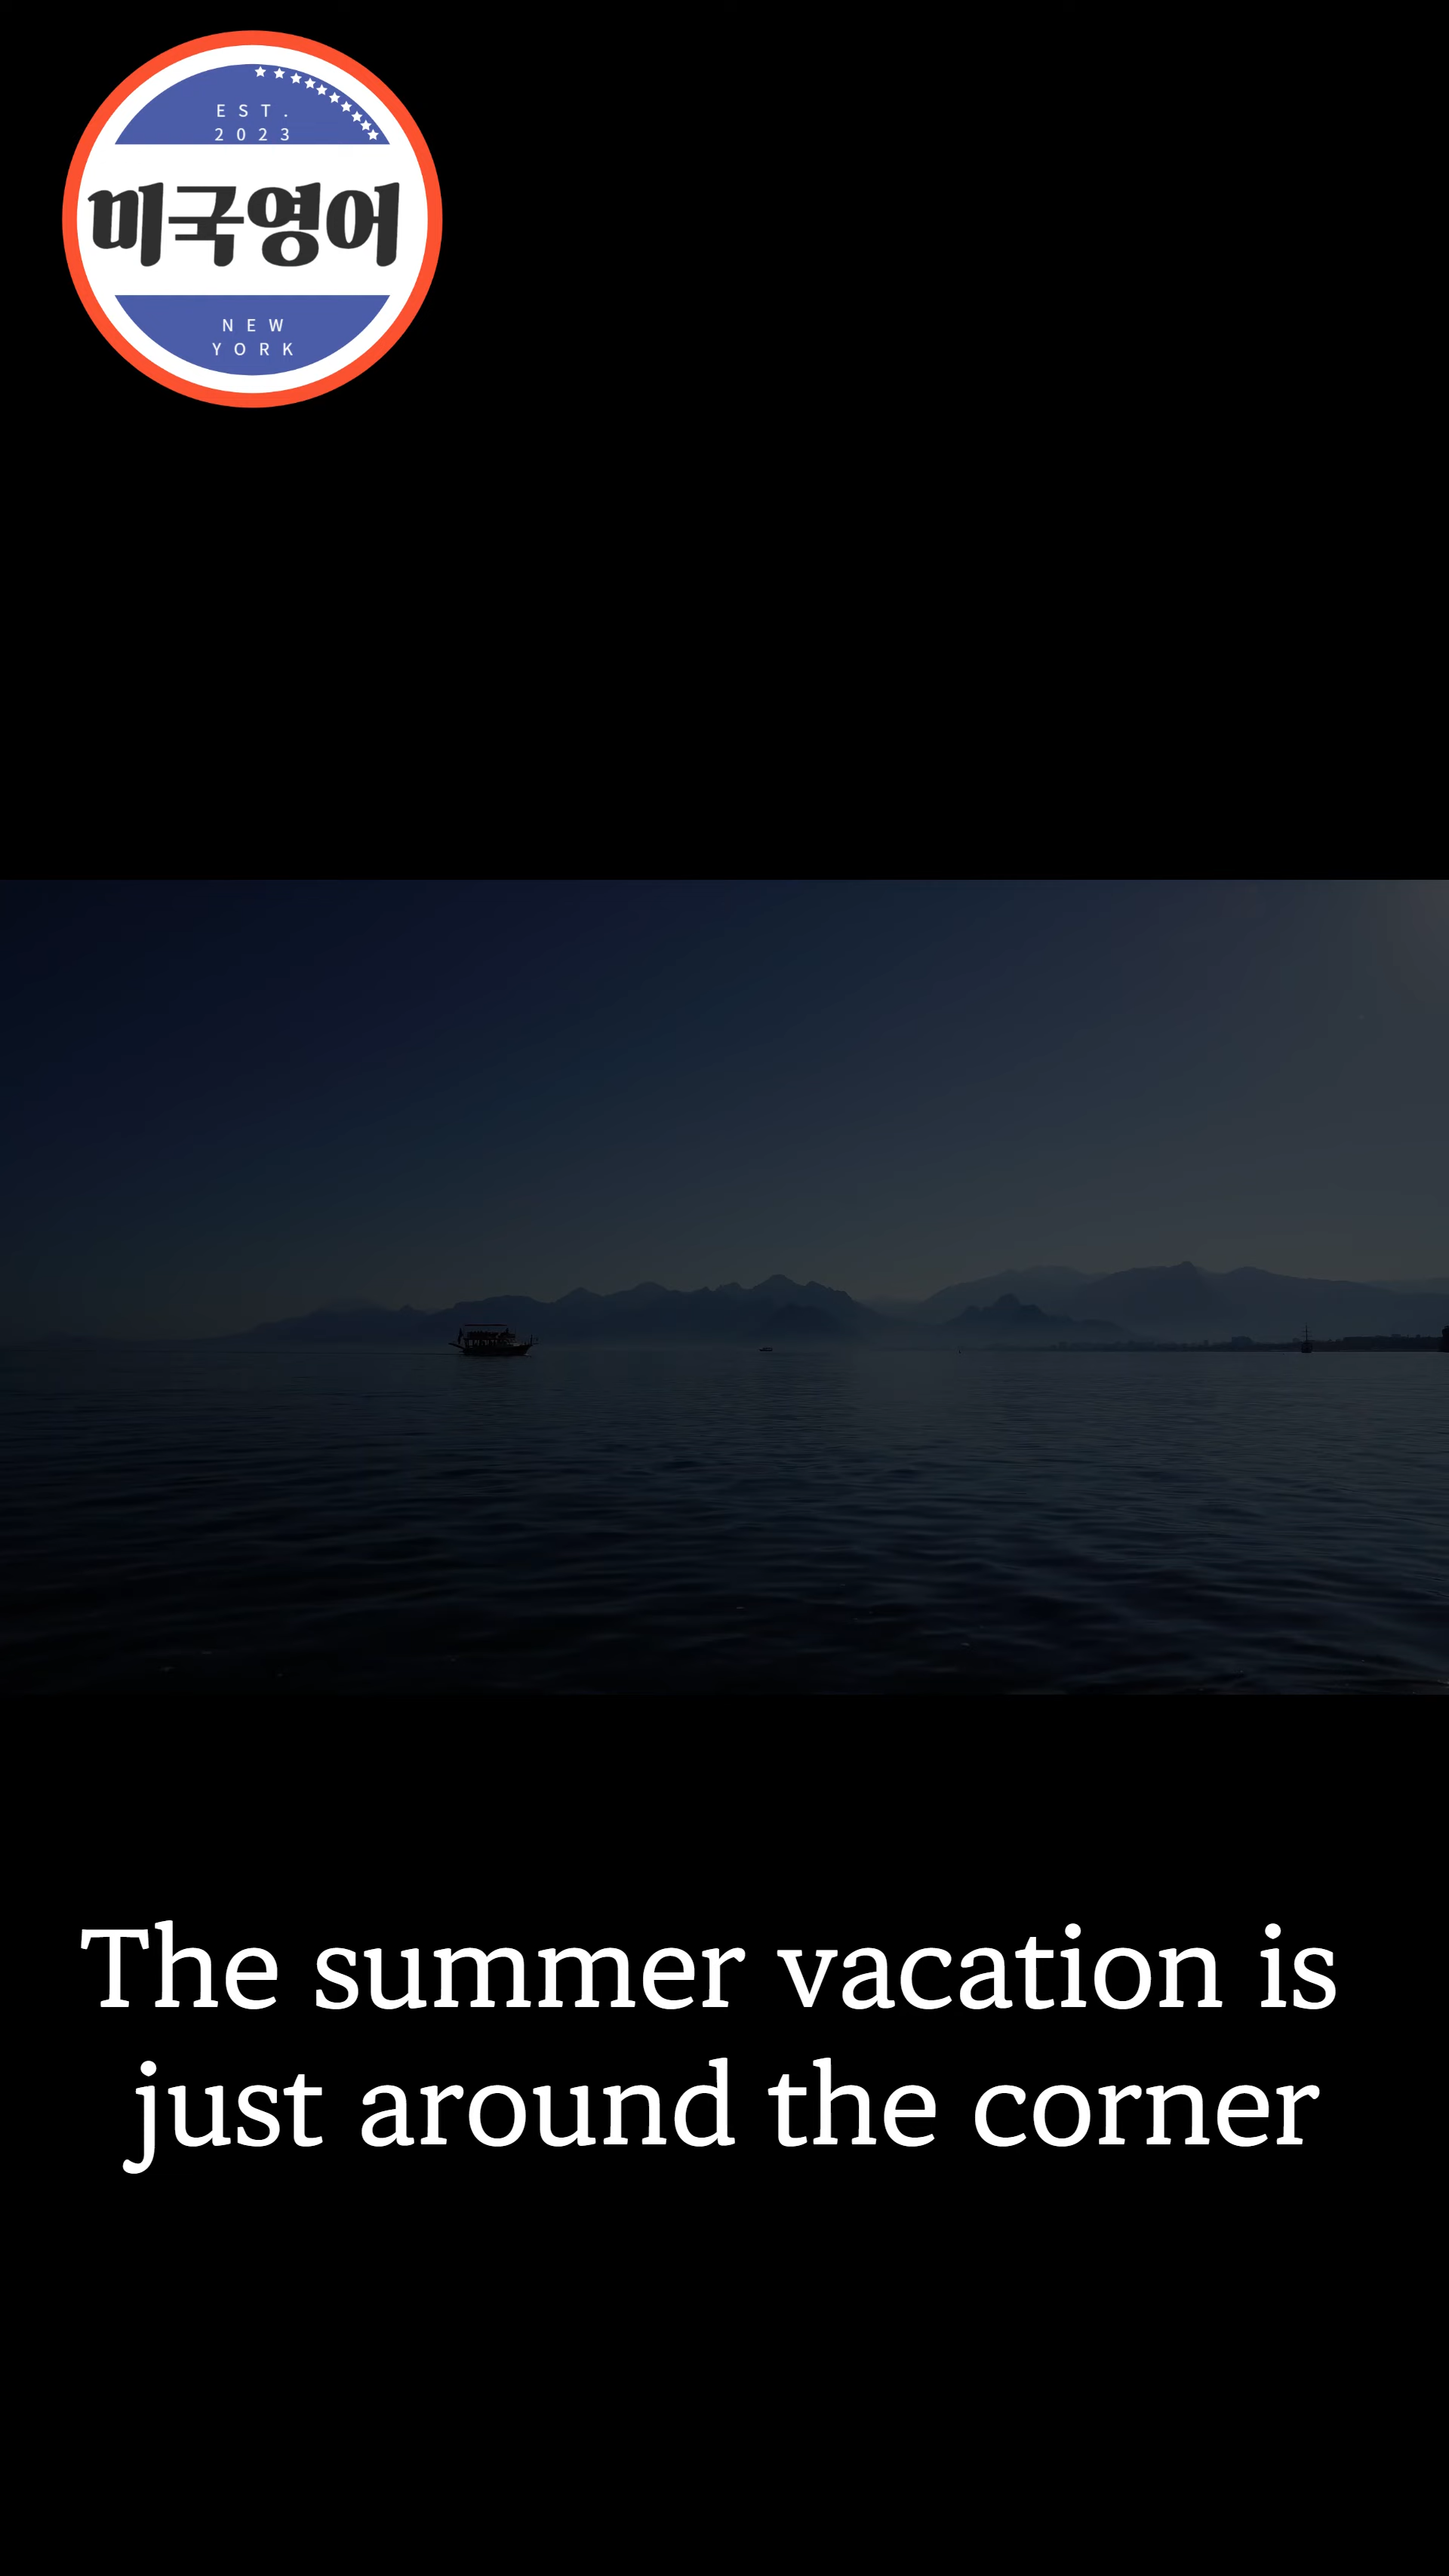 EST.
2023
미국영어
NEW
YORK
The summer vacation is
just around the corner